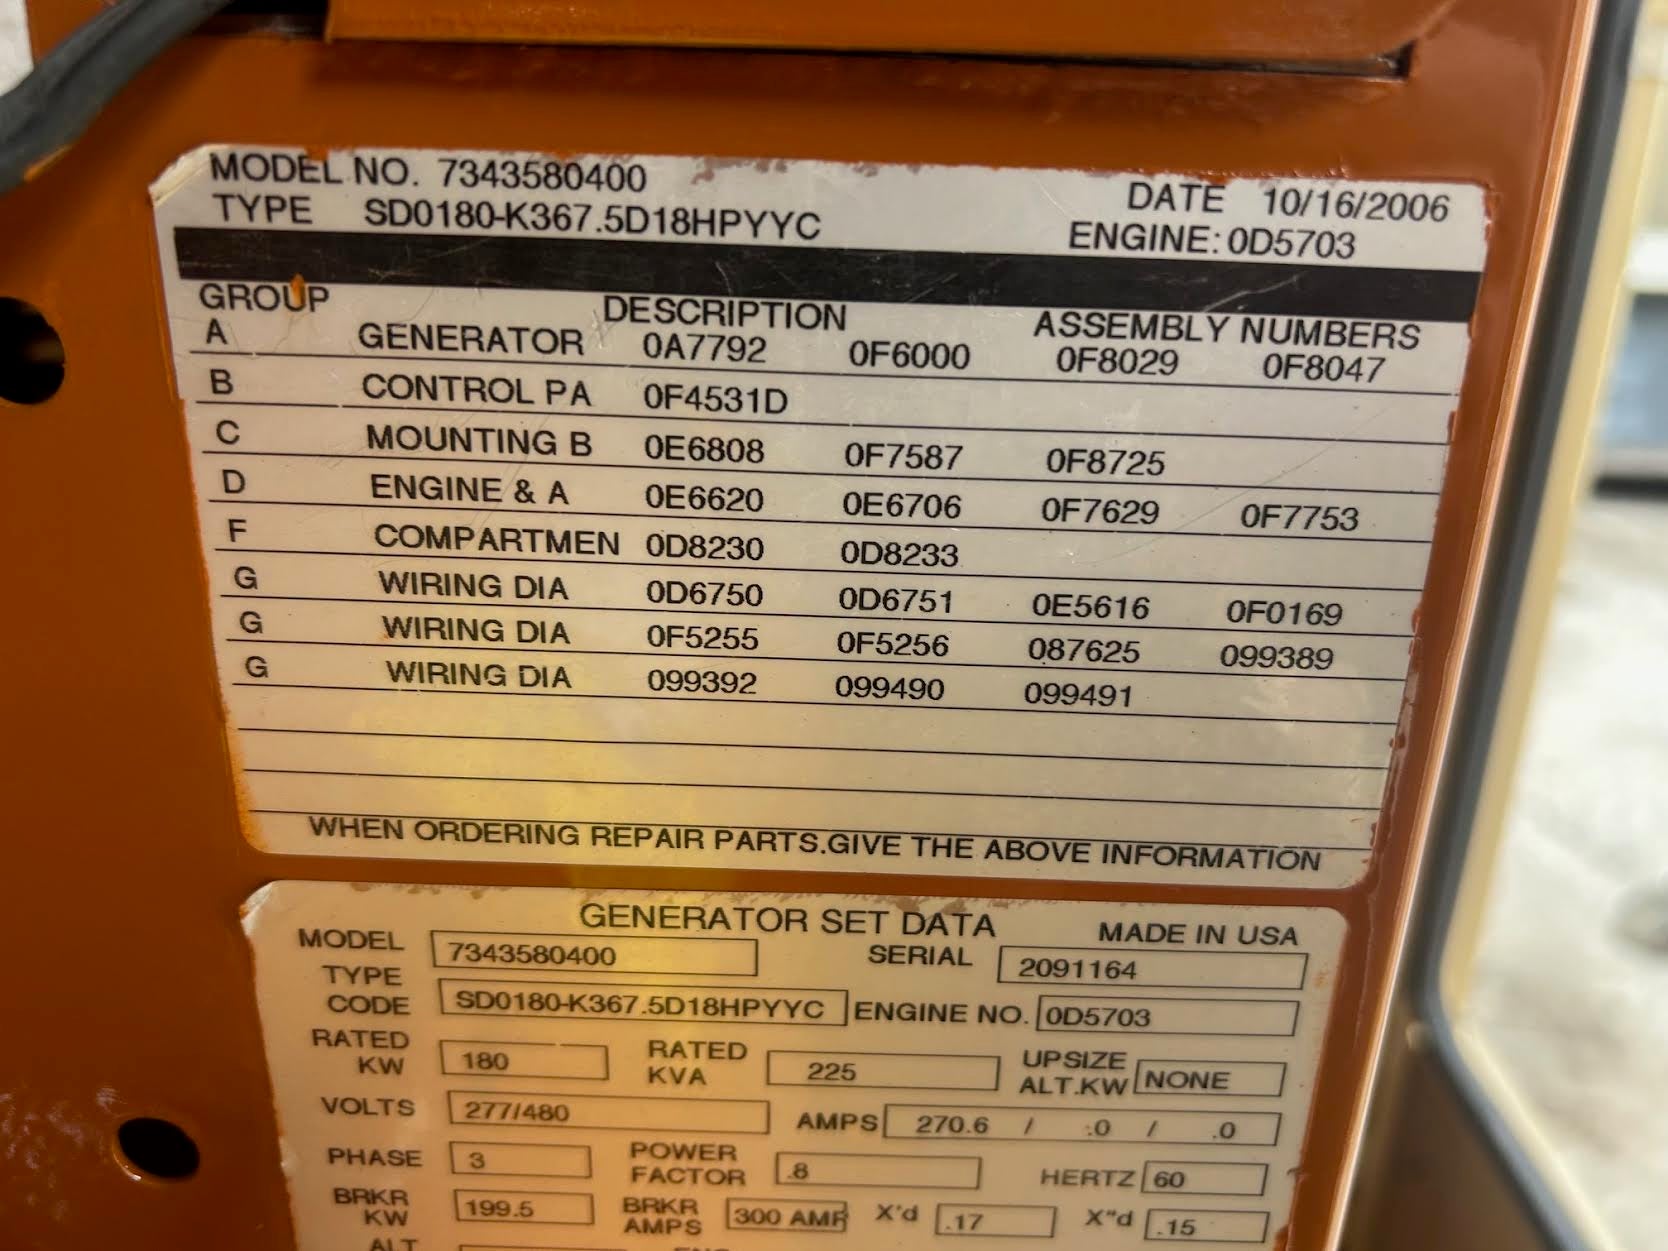 MODEL NO. 7343580400 DATE 10/16/2006
TYPE SD0180-K367.5D18HPYYC ENGINE: 0D5703
GROUP DESCRIPTION ASSEMBLY NUMBERS
A GENERATOR 0A7792 0F6000 0F8029 0F8047
B CONTROL PA 0F4531D
C MOUNTING B 0E6808 0F7587 0F8725
D ENGINE & A 0E6620 0E6706 0F7629 0F7753
F COMPARTMEN 0D8230 0D8233
G WIRING DIA 0D6750 0D6751 0E5616 0F0169
G WIRING DIA 0F5255 0F5256 087625 099389
G WIRING DIA 099392 099490 099491
WHEN ORDERING REPAIR PARTS.GIVE THE ABOVE INFORMATION
GENERATOR SET DATA MADE IN USA
MODEL 7343580400 SERIAL 2091164
TYPE CODE SD0180-K367.5D18HPYYC ENGINE NO. 0D5703
RATED KW 180 RATED KVA 225 UPSIZE ALT.KW NONE
VOLTS 277/480 AMPS 270.6 / .0 / .0
PHASE 3 POWER FACTOR .8 HERTZ 60
BRKR KW 199.5 BRKR AMPS 300 AMP X'd .17 X"d .15
ALT